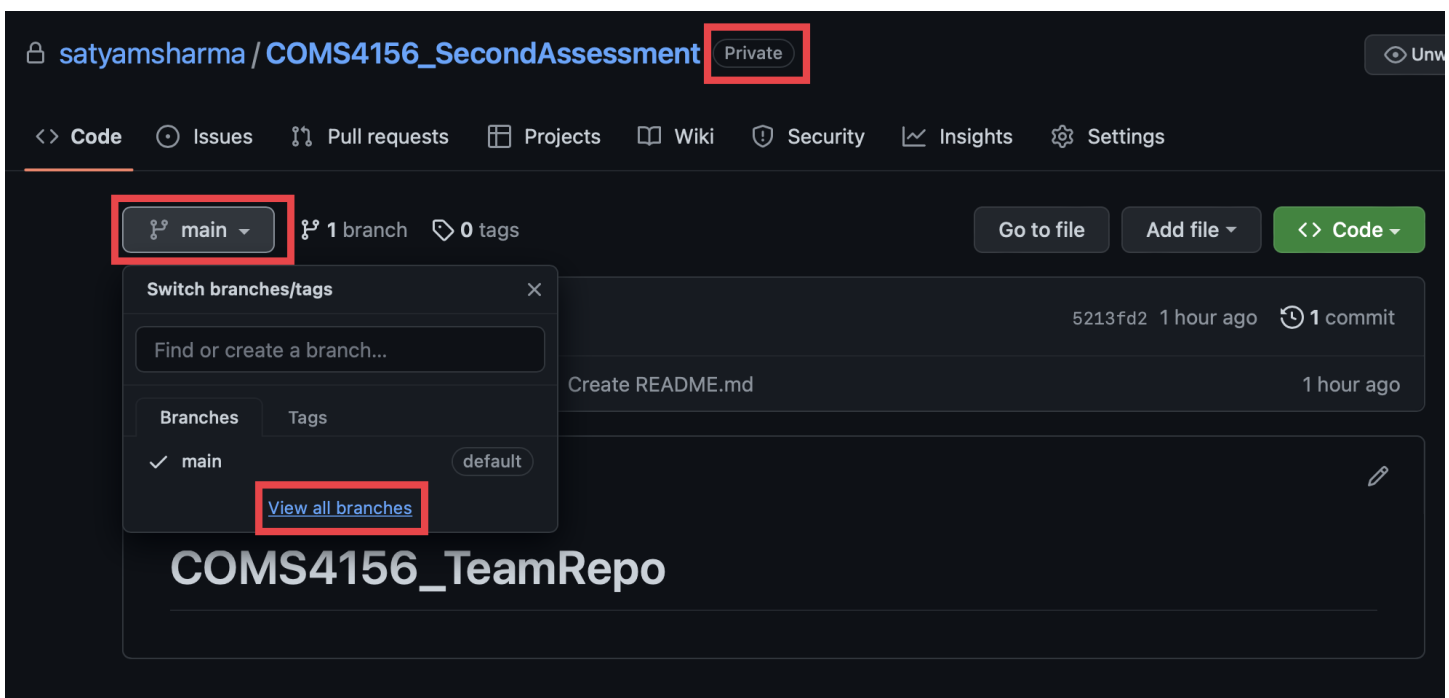 satyamsharma / COMS4156_SecondAssessment Private
Code Issues Pull requests Projects Wiki Security Insights Settings
main 1 branch 0 tags Go to file Add file Code
Switch branches/tags
5213fd2 1 hour ago 1 commit
Find or create a branch...
Create README.md 1 hour ago
Branches Tags
main default
View all branches
COMS4156_TeamRepo